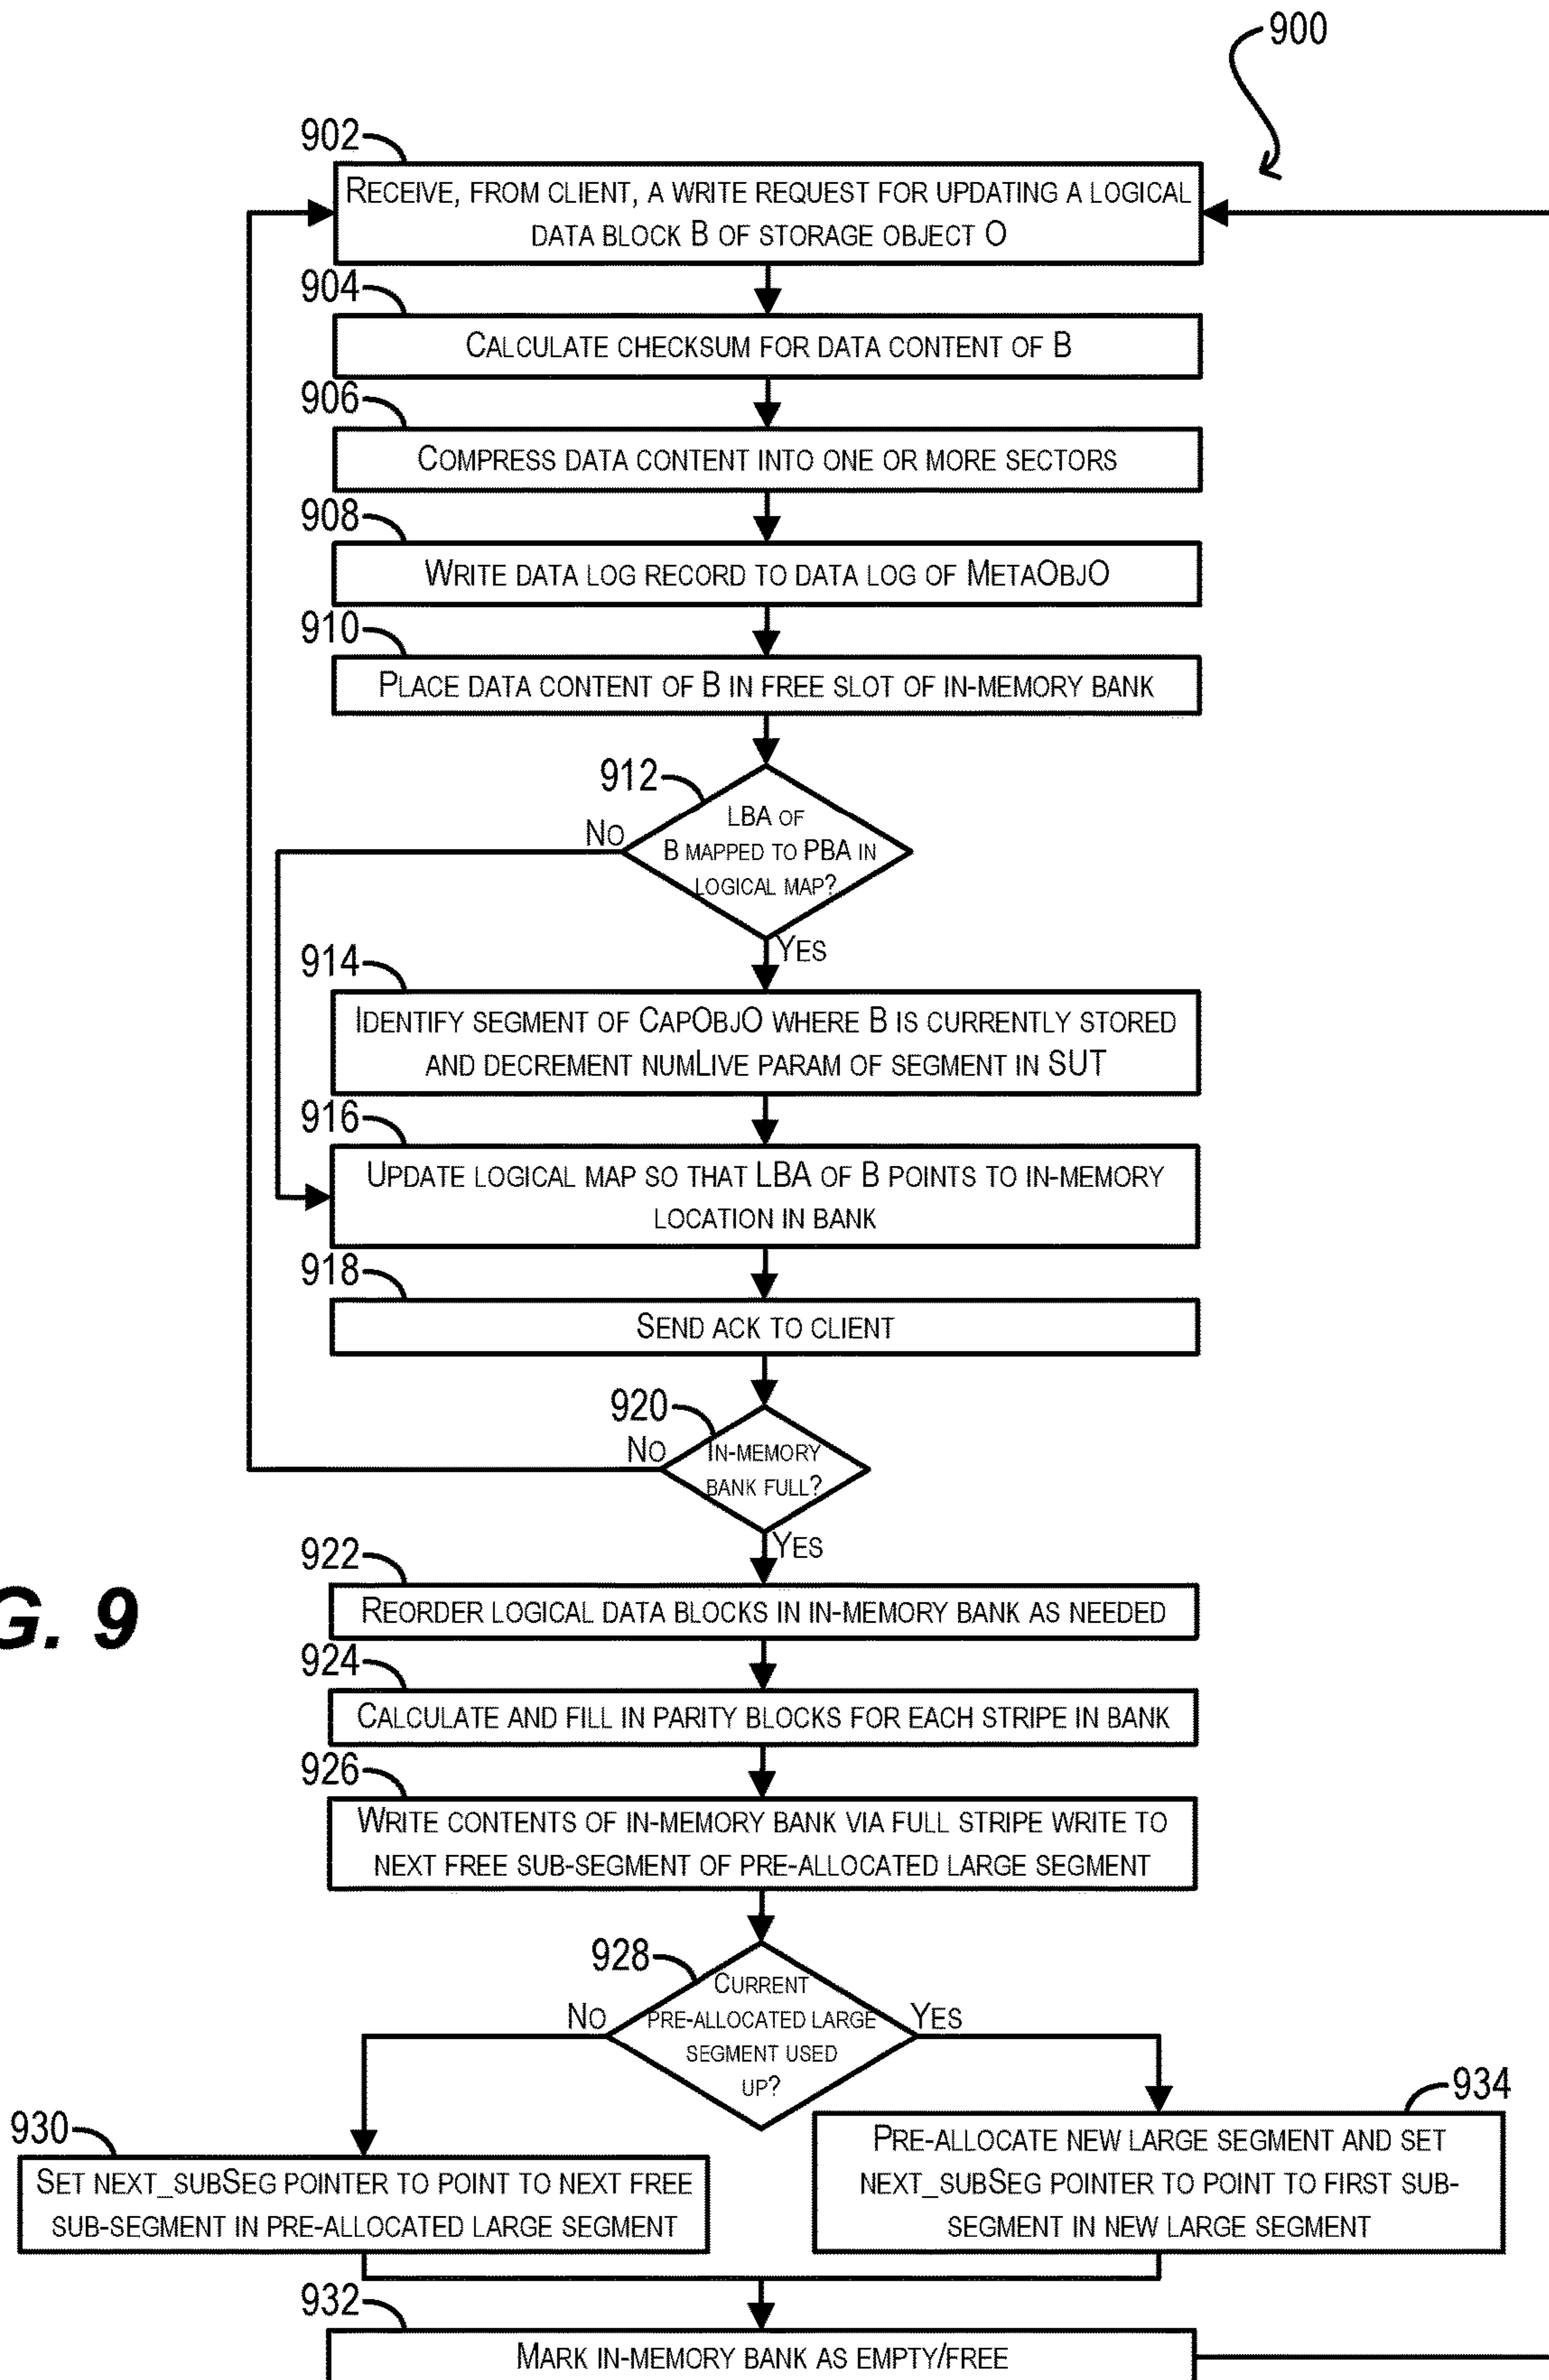 900
902
Receive, from client, a write request for updating a logical
data block B of storage object O
904
Calculate checksum for data content of B
906
Compress data content into one or more sectors
908
Write data log record to data log of MetaObjO
910
Place data content of B in free slot of in-memory bank
912
LBA of
No
B mapped to PBA in
logical map?
Yes
914
Identify segment of CapObjO where B is currently stored
and decrement numLive param of segment in SUT
916
Update logical map so that LBA of B points to in-memory
location in bank
918
Send ack to client
920
No
In-memory
bank full?
Yes
922
Reorder logical data blocks in in-memory bank as needed
G. 9
924
Calculate and fill in parity blocks for each stripe in bank
926
Write contents of in-memory bank via full stripe write to
next free sub-segment of pre-allocated large segment
928
Current
No
pre-allocated large
Yes
segment used
up?
930
Set next_subSeg pointer to point to next free
sub-segment in pre-allocated large segment
934
Pre-allocate new large segment and set
next_subSeg pointer to point to first sub-
segment in new large segment
932
Mark in-memory bank as empty/free